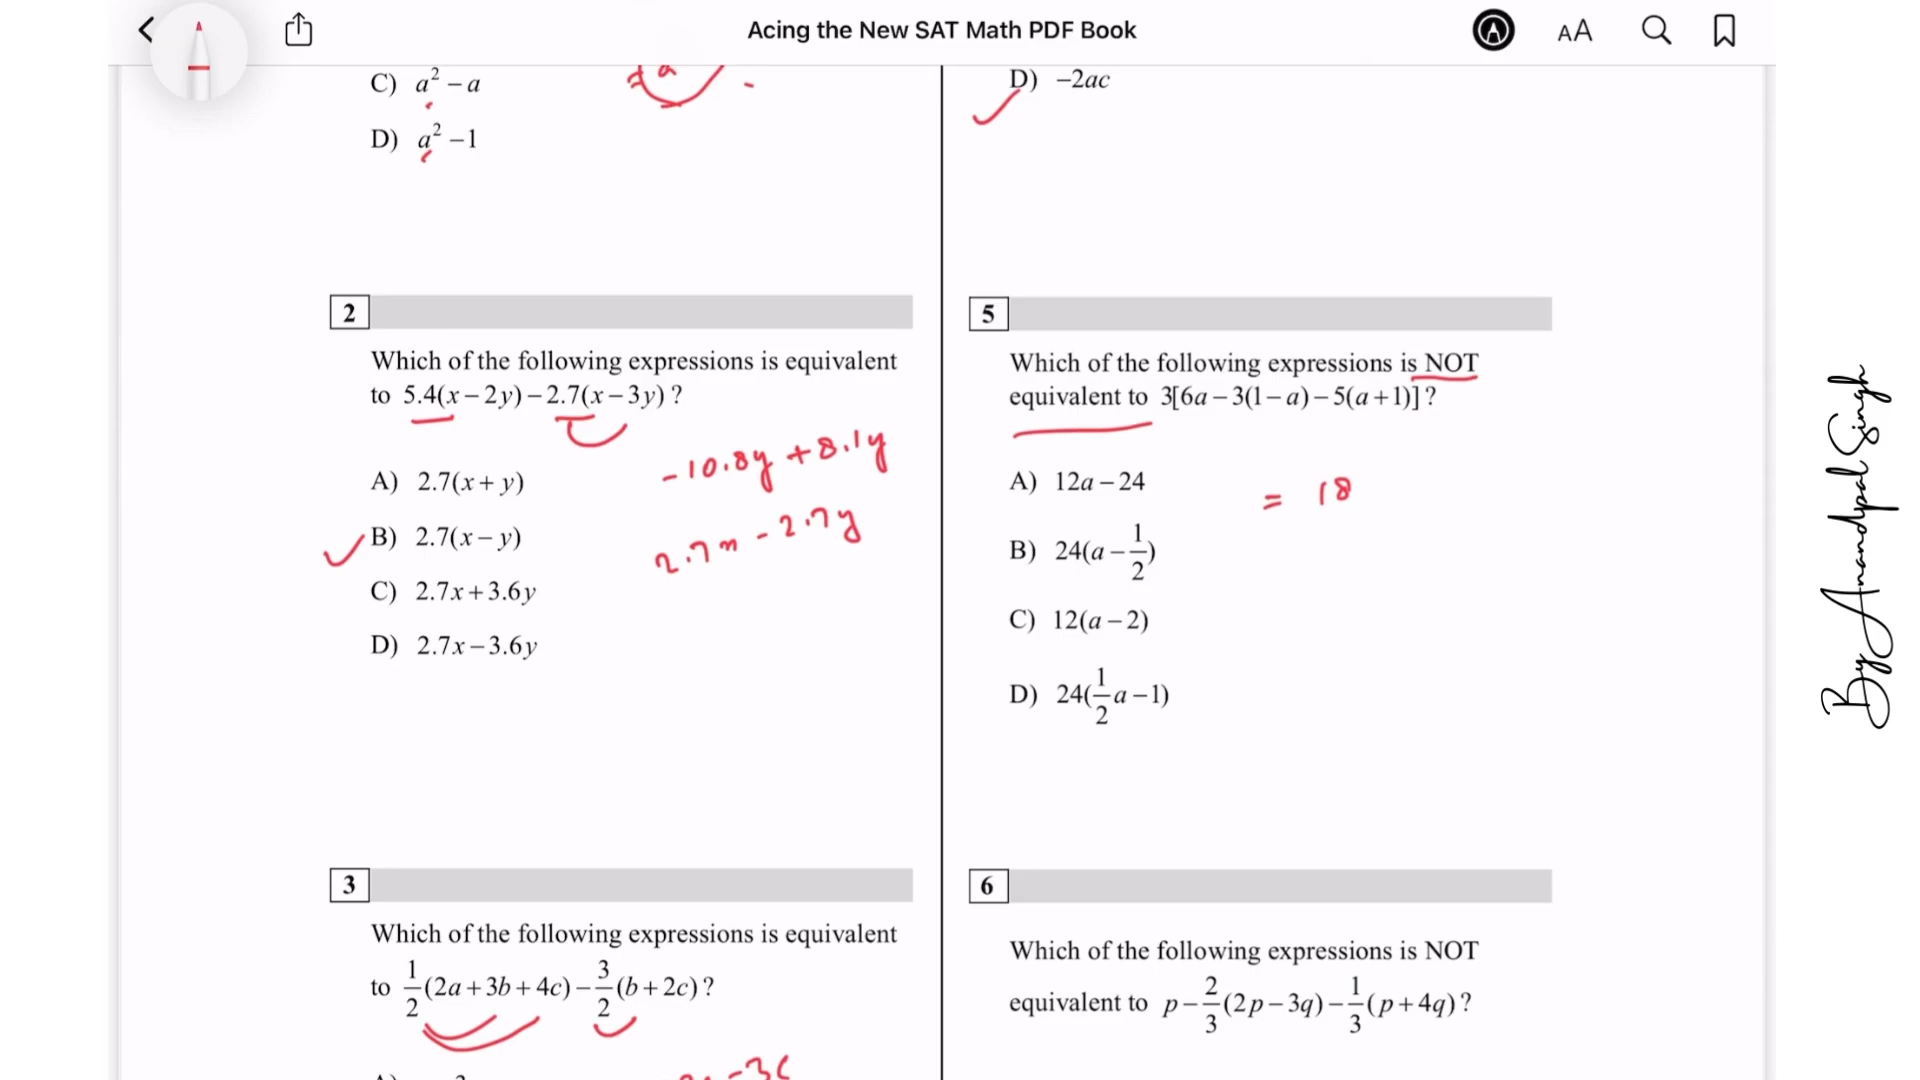 Acing the New SAT Math PDF Book
AA
C) a² – a
D) a² – 1
2
Which of the following expressions is equivalent
to 5.4(x – 2y) – 2.7(x – 3y) ?
-10.8y + 8.1y
2.7x - 2.7y
A) 2.7(x + y)
B) 2.7(x – y)
C) 2.7x + 3.6y
D) 2.7x – 3.6y
3
Which of the following expressions is equivalent
to 1/2(2a + 3b + 4c) – 3/2(b + 2c) ?
-3c
D) –2ac
5
Which of the following expressions is NOT
equivalent to 3[6a – 3(1 – a) – 5(a + 1)] ?
= 18
A) 12a – 24
B) 24(a – 1/2)
C) 12(a – 2)
D) 24(1/2 a – 1)
6
Which of the following expressions is NOT
equivalent to p – 2/3(2p – 3q) – 1/3(p + 4q) ?
By Anandpal Singh